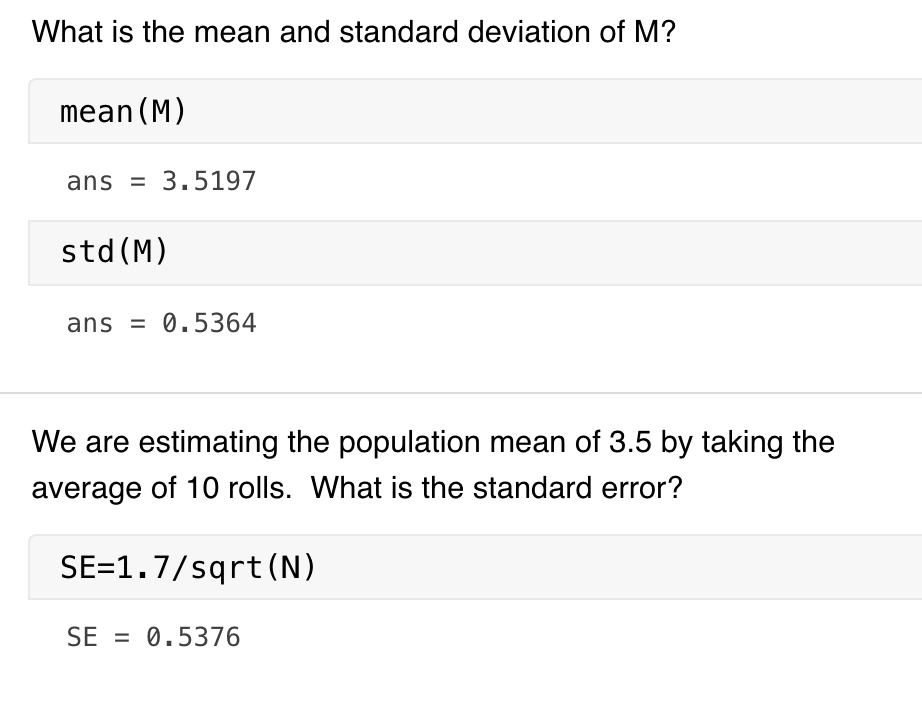 What is the mean and standard deviation of M?
mean(M)
ans = 3.5197
std(M)
ans = 0.5364
We are estimating the population mean of 3.5 by taking the
average of 10 rolls.  What is the standard error?
SE=1.7/sqrt(N)
SE = 0.5376